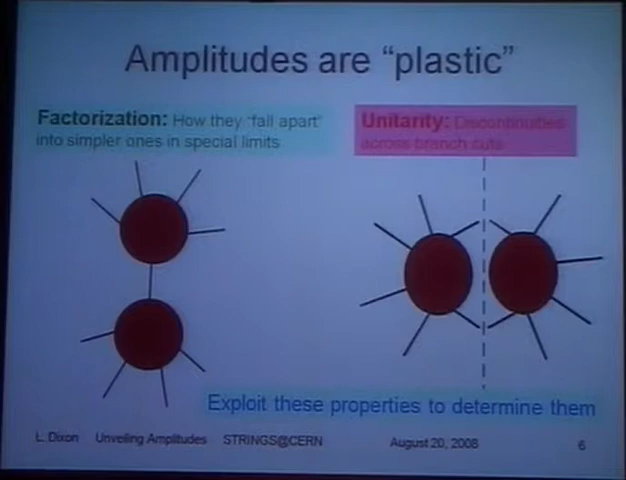 Amplitudes are “plastic”
Factorization: How they “fall apart”
into simpler ones in special limits
Unitarity: Discontinuities
across branch cuts
Exploit these properties to determine them
L. Dixon Unveiling Amplitudes STRINGS@CERN August 20, 2008 6